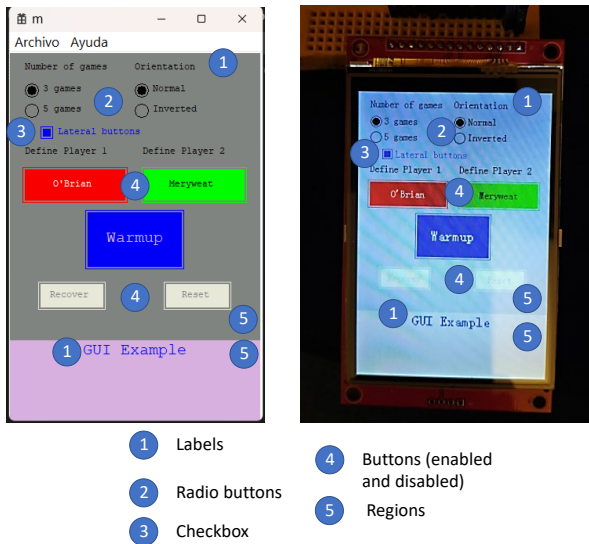 m
Archivo Ayuda
Number of games Orientation 1
3 games Normal
2
5 games Inverted
3 Lateral buttons
Define Player 1 Define Player 2
O'Brian 4 Meryweat
Warmup
Recover 4 Reset
5
1 GUI Example 5
Number of games Orientation 1
3 games 2 Normal
5 games Inverted
3 Lateral buttons
Define Player 1 Define Player 2
O'Brian 4 Meryweat
Warmup
4
5
1 GUI Example
5
1 Labels
2 Radio buttons
3 Checkbox
4 Buttons (enabled
and disabled)
5 Regions